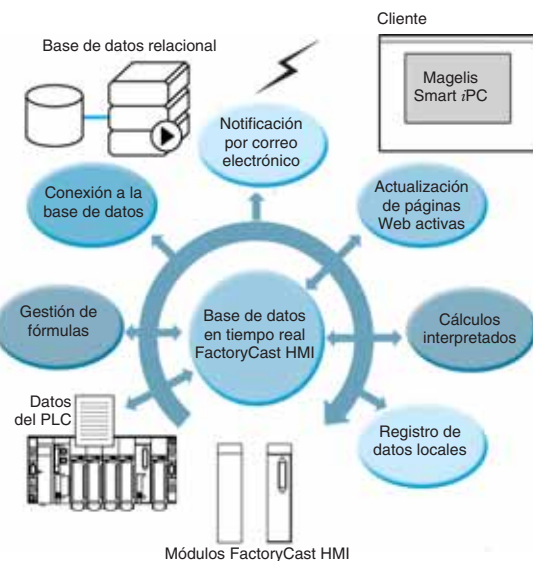 Cliente
Base de datos relacional
Magelis
Smart iPC
Notificación
por correo
electrónico
Conexión a la
base de datos
Actualización
de páginas
Web activas
Gestión de
fórmulas
Base de datos
en tiempo real
FactoryCast HMI
Cálculos
interpretados
Datos
del PLC
Registro de
datos locales
Módulos FactoryCast HMI